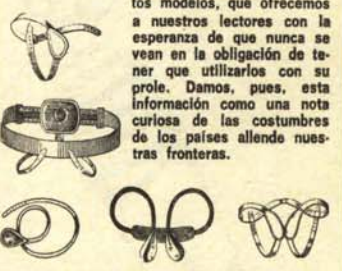 tos modelos, que ofrecemos
a nuestros lectores con la
esperanza de que nunca se
vean en la obligación de te-
ner que utilizarlos con su
prole. Damos, pues, esta
información como una nota
curiosa de las costumbres
de los países allende nues-
tras fronteras.